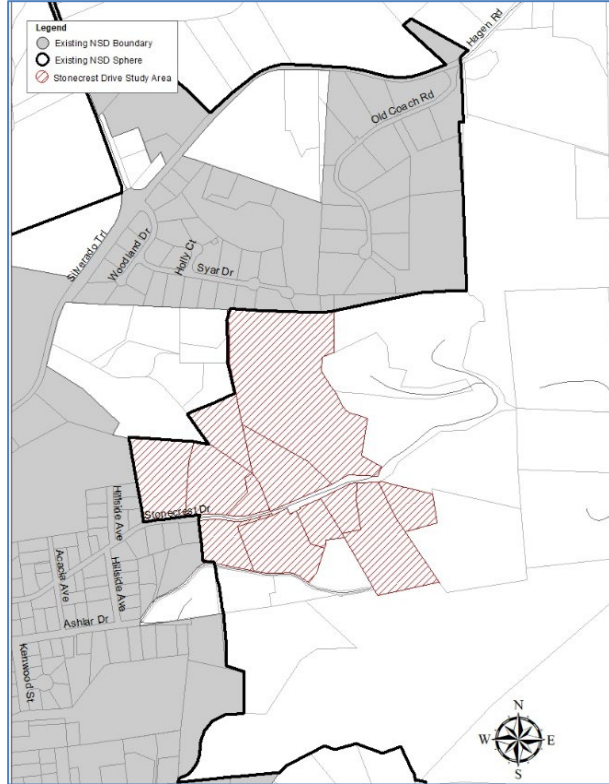 Legend
Existing NSD Boundary
Existing NSD Sphere
Stonecrest Drive Study Area
Hagen Rd
Old Coach Rd
Silverado Trl
Woodland Dr
Holly Ct
Syar Dr
Hillside Ave
Stonecrest Dr
Acacia Ave
Hillside Ave
Ashlar Dr
Kenwood St
N
W
E
S